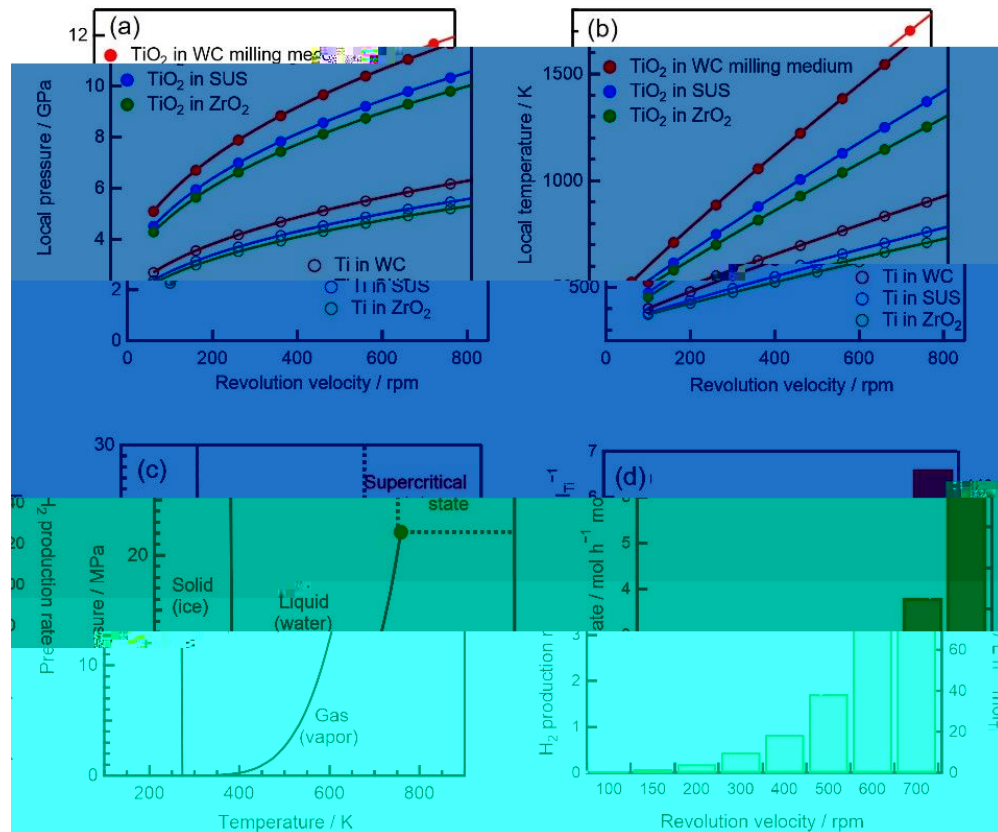 (a)
12
10
8
6
4
2
0
Local pressure / GPa
TiO₂ in WC milling me
TiO₂ in SUS
TiO₂ in ZrO₂
Ti in WC
Ti in SUS
Ti in ZrO₂
0 200 400 600 800
Revolution velocity / rpm
(b)
1500
1000
500
Local temperature / K
TiO₂ in WC milling medium
TiO₂ in SUS
TiO₂ in ZrO₂
Ti in WC
Ti in SUS
Ti in ZrO₂
0 200 400 600 800
Revolution velocity / rpm
(c)
30
20
10
0
sure / MPa
Supercritical
state
Solid
(ice)
Liquid
(water)
Gas
(vapor)
200 400 600 800
Temperature / K
(d)
7
6
5
4
3
2
1
0
H₂ production
ate / mol h⁻¹ mo
60
40
20
0
100 150 200 300 400 500 600 700
Revolution velocity / rpm